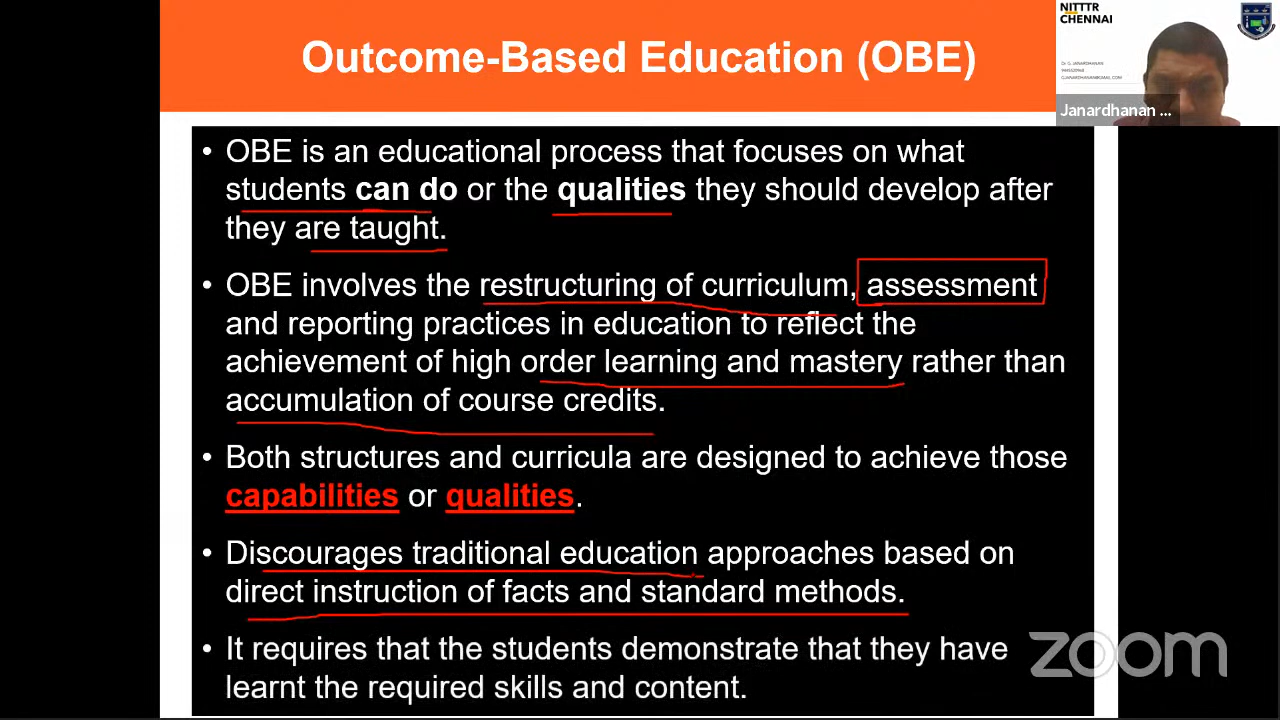 Outcome-Based Education (OBE)
NITTTR
CHENNAI
Dr G. JANARDHANAN
Janardhanan ...
• OBE is an educational process that focuses on what
students can do or the qualities they should develop after
they are taught.
• OBE involves the restructuring of curriculum, assessment
and reporting practices in education to reflect the
achievement of high order learning and mastery rather than
accumulation of course credits.
• Both structures and curricula are designed to achieve those
capabilities or qualities.
• Discourages traditional education approaches based on
direct instruction of facts and standard methods.
• It requires that the students demonstrate that they have
learnt the required skills and content.
zoom